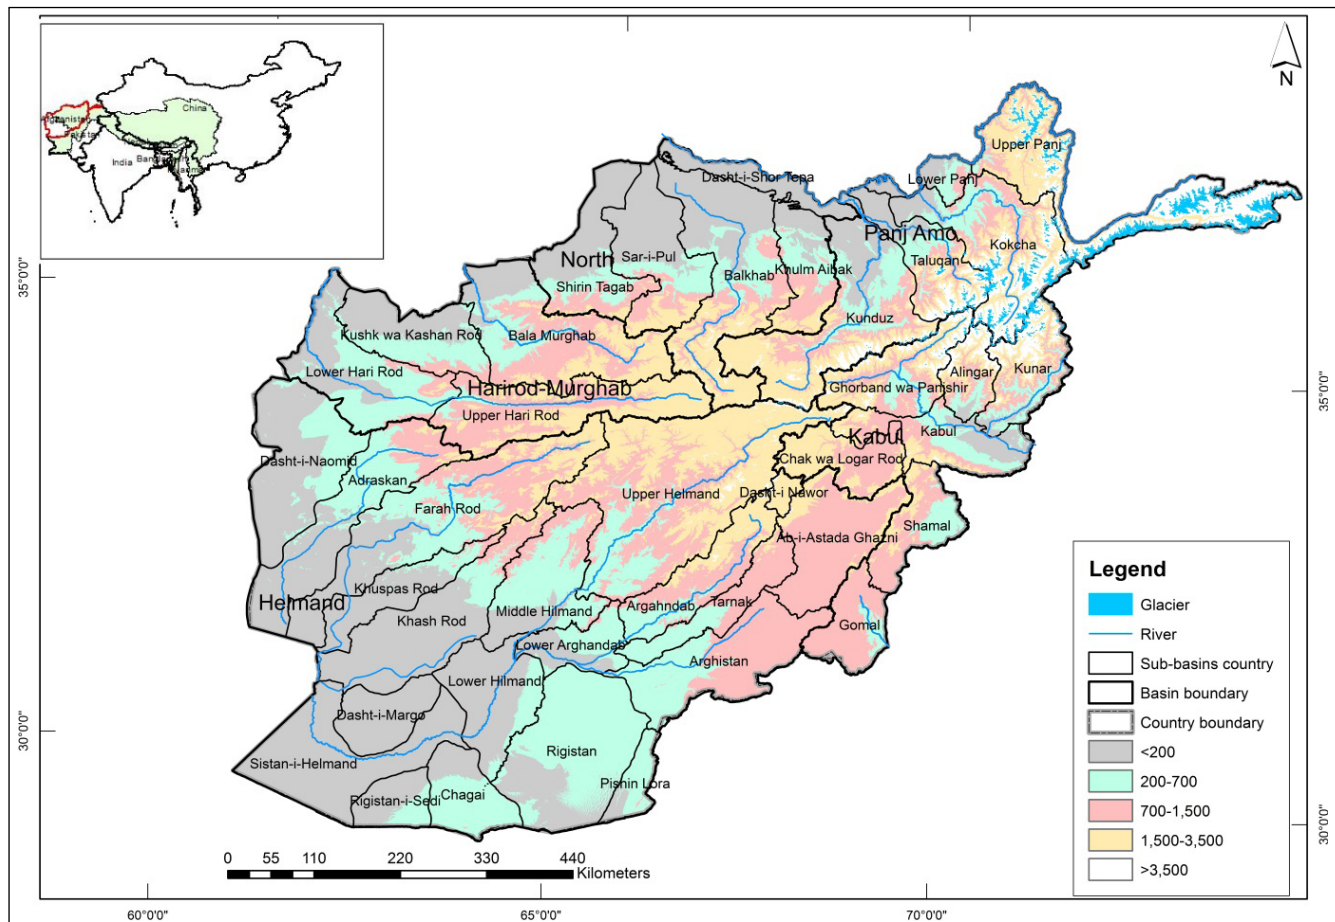 China
India
N
Upper Panj
Dasht-i-Shor Tepa
Lower Panj
Panj Amo
Kokcha
North
Sar-i-Pul
Taluqan
Balkhab
Khulm Aibak
Shirin Tagab
Kunduz
Kushk wa Kashan Rod
Bala Murghab
Lower Hari Rod
Alingar
Kunar
Harirod-Murghab
Ghorband wa Panjshir
Upper Hari Rod
Kabul
Kabul
Dasht-i-Naomid
Chak wa Logar Rod
Adraskan
Upper Helmand
Dasht-i Nawor
Farah Rod
Shamal
Ab-i-Astada Ghazni
Khuspas Rod
Helmand
Middle Hilmand
Argahndab
Tarnak
Khash Rod
Gomal
Lower Arghandab
Arghistan
Lower Hilmand
Dasht-i-Margo
Rigistan
Sistan-i-Helmand
Pishin Lora
Rigistan-i-Sedi
Chagai
Legend
Glacier
River
Sub-basins country
Basin boundary
Country boundary
<200
200-700
700-1,500
1,500-3,500
>3,500
0 55 110 220 330 440
Kilometers
35°0'0"
35°0'0"
30°0'0"
30°0'0"
60°0'0"
65°0'0"
70°0'0"